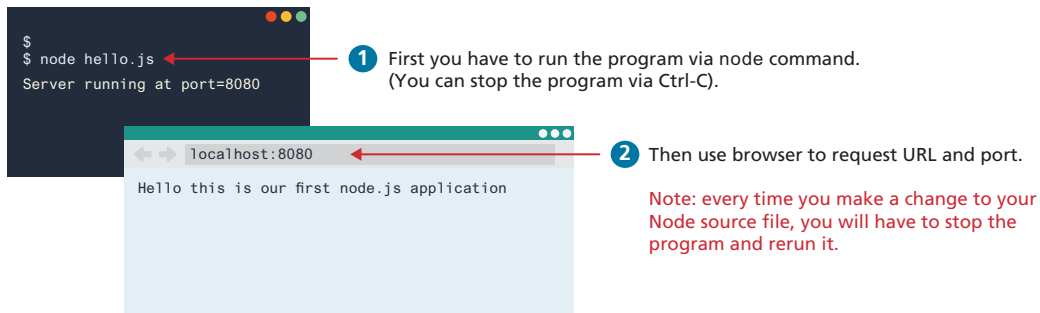 $
$ node hello.js
Server running at port=8080
1 First you have to run the program via node command.
(You can stop the program via Ctrl-C).
localhost:8080
Hello this is our first node.js application
2 Then use browser to request URL and port.
Note: every time you make a change to your
Node source file, you will have to stop the
program and rerun it.